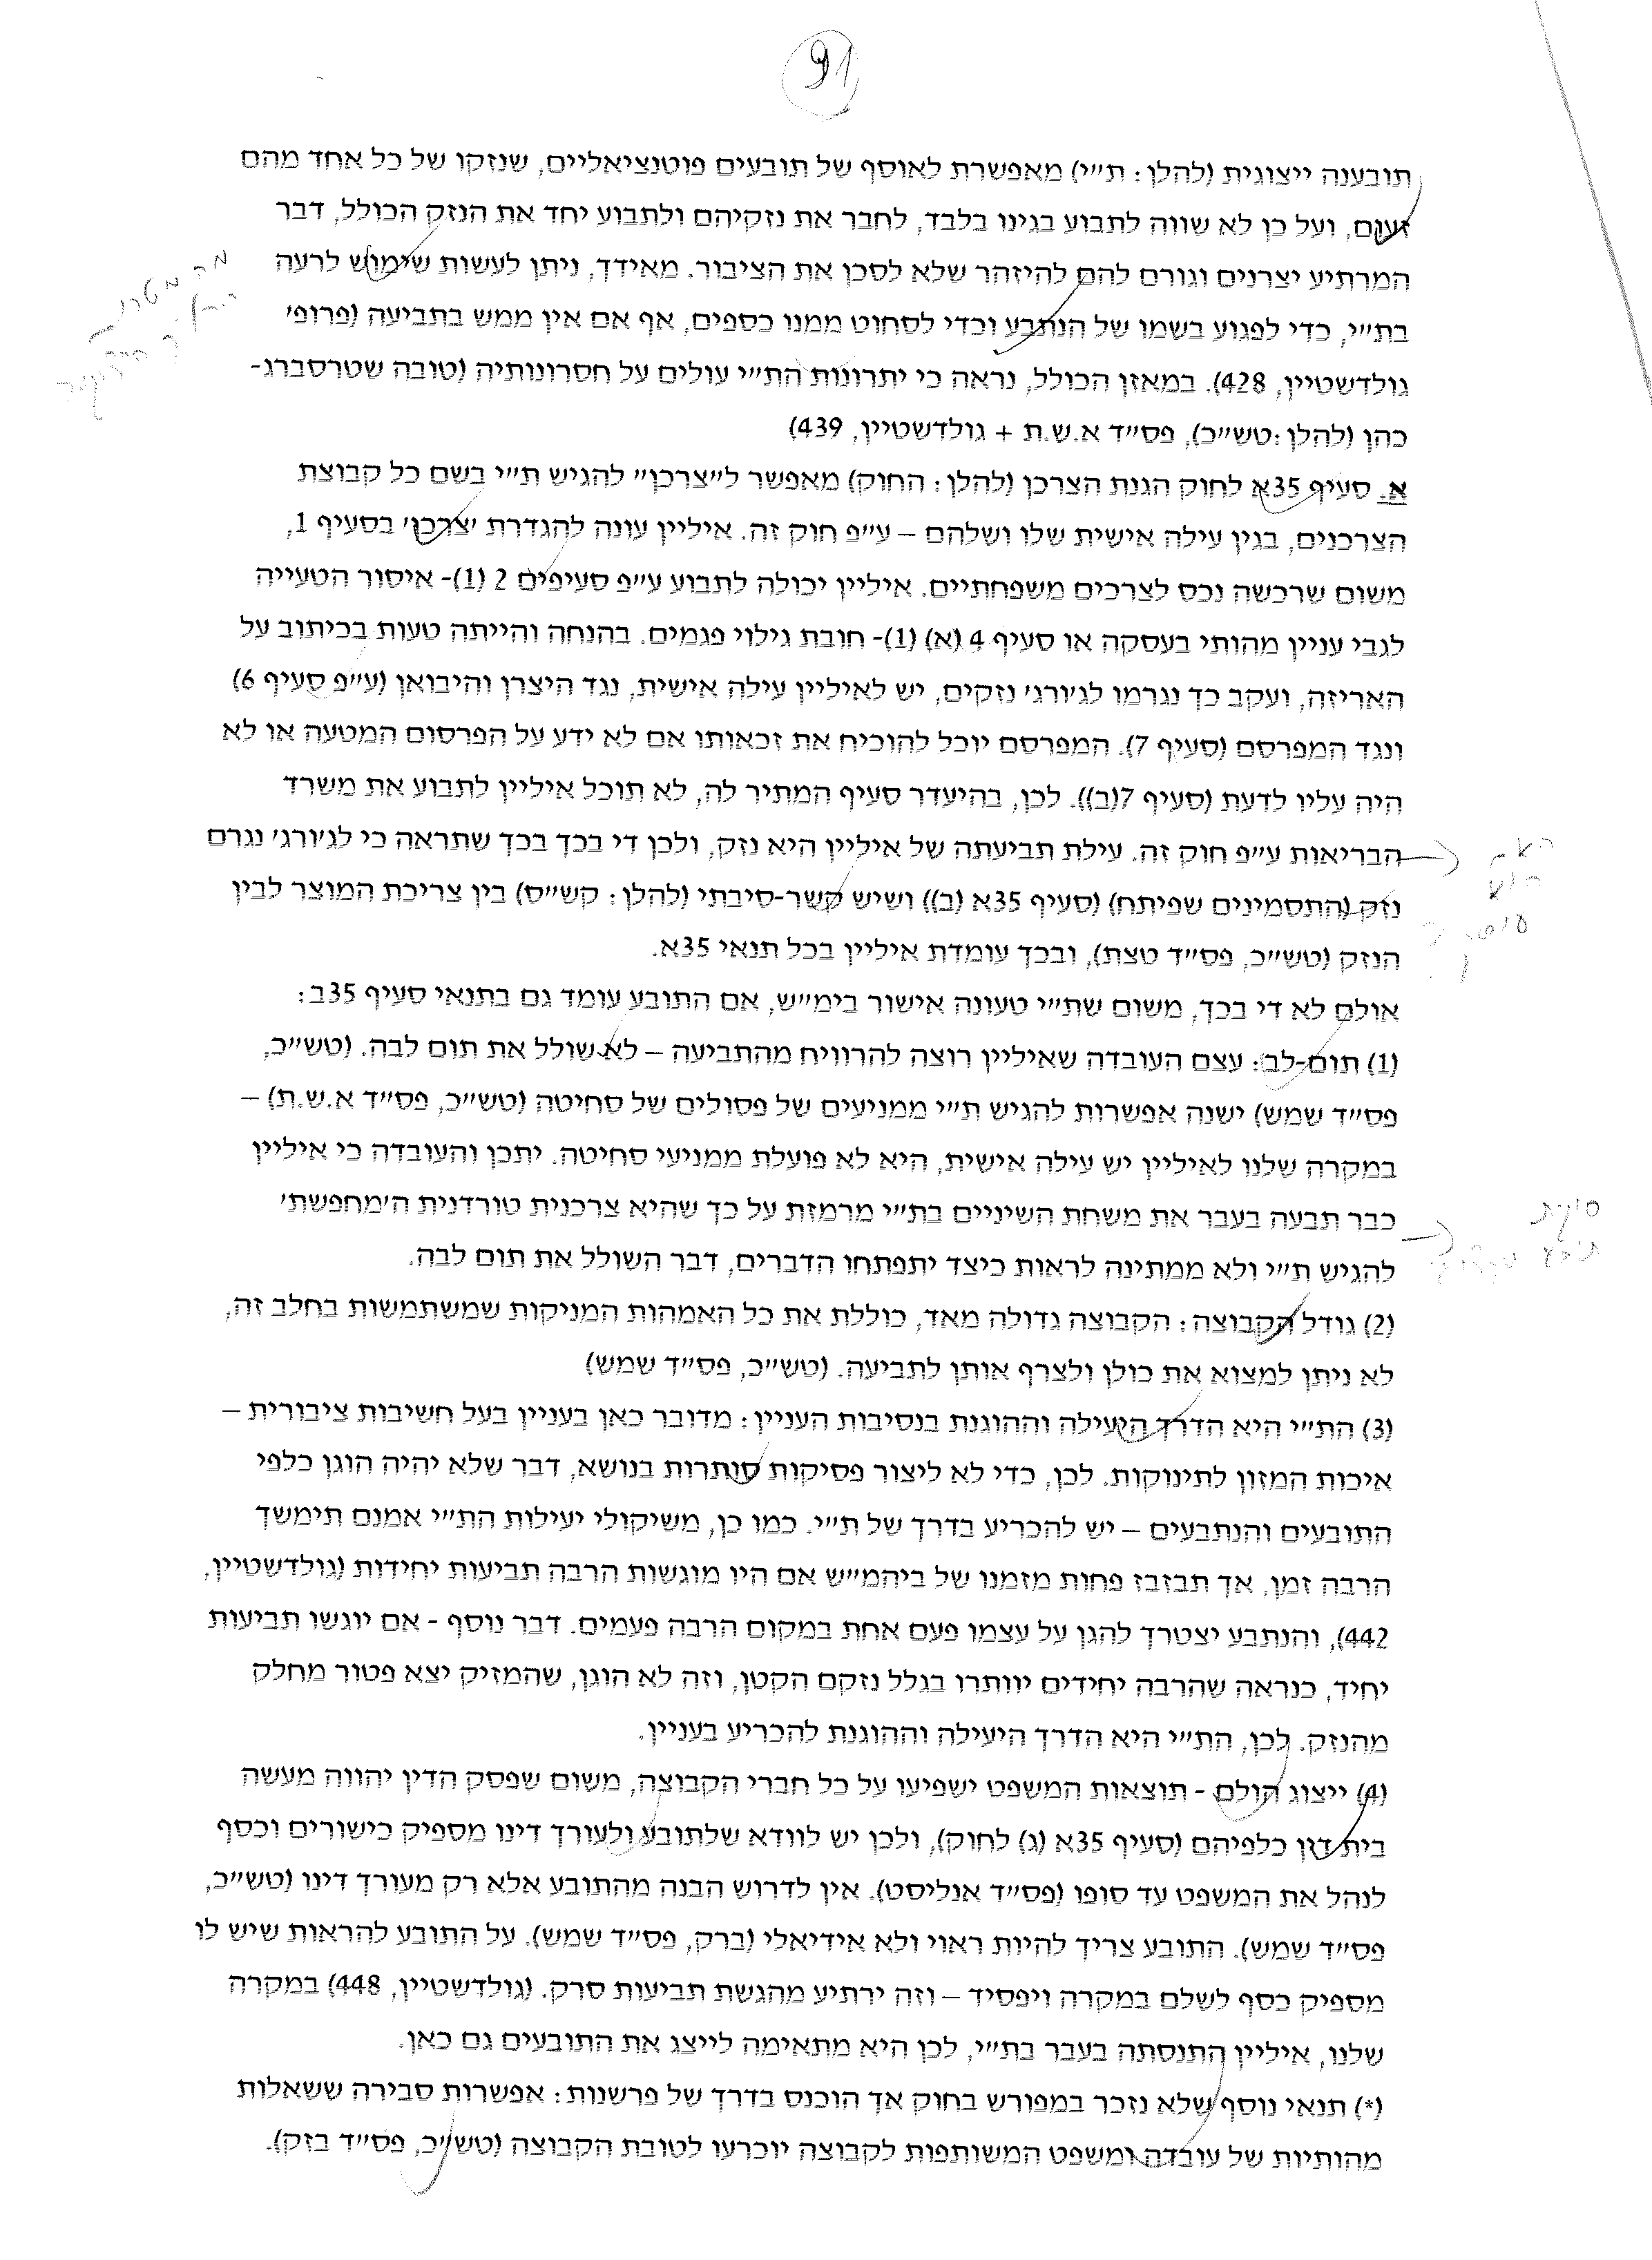 91
תובענה ייצוגית (להלן: ת״י) מאפשרת לאוסף של תובעים פוטנציאליים, שנזקו של כל אחד מהם
זעום, ועל כן לא שווה לתבוע בגינו בלבד, לחבר את נזקיהם ולתבוע יחד את הנזק הכולל, דבר
המרתיע יצרנים וגורם להם להיזהר שלא לסכן את הציבור. מאידך, ניתן לעשות שימוש לרעה
בת״י, כדי לפגוע בשמו של הנתבע וכדי לסחוט ממנו כספים, אף אם אין ממש בתביעה (פרופ׳
גולדשטיין, 428). במאזן הכולל, נראה כי יתרונות הת״י עולים על חסרונותיה (טובה שטרסברג-
כהן (להלן:טש״כ), פס״ד א.ש.ת + גולדשטיין, 439)
א. סעיף 35א לחוק הגנת הצרכן (להלן: החוק) מאפשר ל״צרכן״ להגיש ת״י בשם כל קבוצת
הצרכנים, בגין עילה אישית שלו ושלהם – ע״פ חוק זה. איליין עונה להגדרת ׳צרכן׳ בסעיף 1,
משום שרכשה נכס לצרכים משפחתיים. איליין יכולה לתבוע ע״פ סעיפים 2 (1)- איסור הטעייה
לגבי עניין מהותי בעסקה או סעיף 4 (א) (1)- חובת גילוי פגמים. בהנחה והייתה טעות בכיתוב על
האריזה, ועקב כך נגרמו לג׳ורג׳ נזקים, יש לאיליין עילה אישית, נגד היצרן והיבואן (ע״פ סעיף 6)
ונגד המפרסם (סעיף 7). המפרסם יוכל להוכיח את זכאותו אם לא ידע על הפרסום המטעה או לא
היה עליו לדעת (סעיף 7(ב)). לכן, בהיעדר סעיף המתיר לה, לא תוכל איליין לתבוע את משרד
הבריאות ע״פ חוק זה. עילת תביעתה של איליין היא נזק, ולכן די בכך בכך שתראה כי לג׳ורג׳ נגרם
נזק (התסמינים שפיתח) (סעיף 35א (ב)) ושיש קשר-סיבתי (להלן: קש״ס) בין צריכת המוצר לבין
הנזק (טש״כ, פס״ד טצת), ובכך עומדת איליין בכל תנאי 35א.
אולם לא די בכך, משום שת״י טעונה אישור בימ״ש, אם התובע עומד גם בתנאי סעיף 35ב:
(1) תום-לב: עצם העובדה שאיליין רוצה להרוויח מהתביעה – לא שולל את תום לבה. (טש״כ,
פס״ד שמש) ישנה אפשרות להגיש ת״י ממניעים של פסולים של סחיטה (טש״כ, פס״ד א.ש.ת) –
במקרה שלנו לאיליין יש עילה אישית, היא לא פועלת ממניעי סחיטה. יתכן והעובדה כי איליין
כבר תבעה בעבר את משחת השיניים בת״י מרמזת על כך שהיא צרכנית טורדנית ה׳מחפשת׳
להגיש ת״י ולא ממתינה לראות כיצד יתפתחו הדברים, דבר השולל את תום לבה.
(2) גודל הקבוצה: הקבוצה גדולה מאד, כוללת את כל האמהות המניקות שמשתמשות בחלב זה,
לא ניתן למצוא את כולן ולצרף אותן לתביעה. (טש״כ, פס״ד שמש)
(3) הת״י היא הדרך היעילה וההוגנת בנסיבות העניין: מדובר כאן בעניין בעל חשיבות ציבורית –
איכות המזון לתינוקות. לכן, כדי לא ליצור פסיקות סותרות בנושא, דבר שלא יהיה הוגן כלפי
התובעים והנתבעים – יש להכריע בדרך של ת״י. כמו כן, משיקולי יעילות הת״י אמנם תימשך
הרבה זמן, אך תבזבז פחות מזמנו של ביהמ״ש אם היו מוגשות הרבה תביעות יחידות (גולדשטיין,
442), והנתבע יצטרך להגן על עצמו פעם אחת במקום הרבה פעמים. דבר נוסף - אם יוגשו תביעות
יחיד, כנראה שהרבה יחידים יוותרו בגלל נזקם הקטן, וזה לא הוגן, שהמזיק יצא פטור מחלק
מהנזק. לכן, הת״י היא הדרך היעילה וההוגנת להכריע בעניין.
(4) ייצוג הולם - תוצאות המשפט ישפיעו על כל חברי הקבוצה, משום שפסק הדין יהווה מעשה
בית דין כלפיהם (סעיף 35א (ג) לחוק), ולכן יש לוודא שלתובע ולעורך דינו מספיק כישורים וכסף
לנהל את המשפט עד סופו (פס״ד אנליסט). אין לדרוש הבנה מהתובע אלא רק מעורך דינו (טש״כ,
פס״ד שמש). התובע צריך להיות ראוי ולא אידיאלי (ברק, פס״ד שמש). על התובע להראות שיש לו
מספיק כסף לשלם במקרה ויפסיד – וזה ירתיע מהגשת תביעות סרק. (גולדשטיין, 448) במקרה
שלנו, איליין התנסתה בעבר בת״י, לכן היא מתאימה לייצג את התובעים גם כאן.
(*) תנאי נוסף שלא נזכר במפורש בחוק אך הוכנס בדרך של פרשנות: אפשרות סבירה ששאלות
מהותיות של עובדה ומשפט המשותפות לקבוצה יוכרעו לטובת הקבוצה (טש״כ, פס״ד בזק).